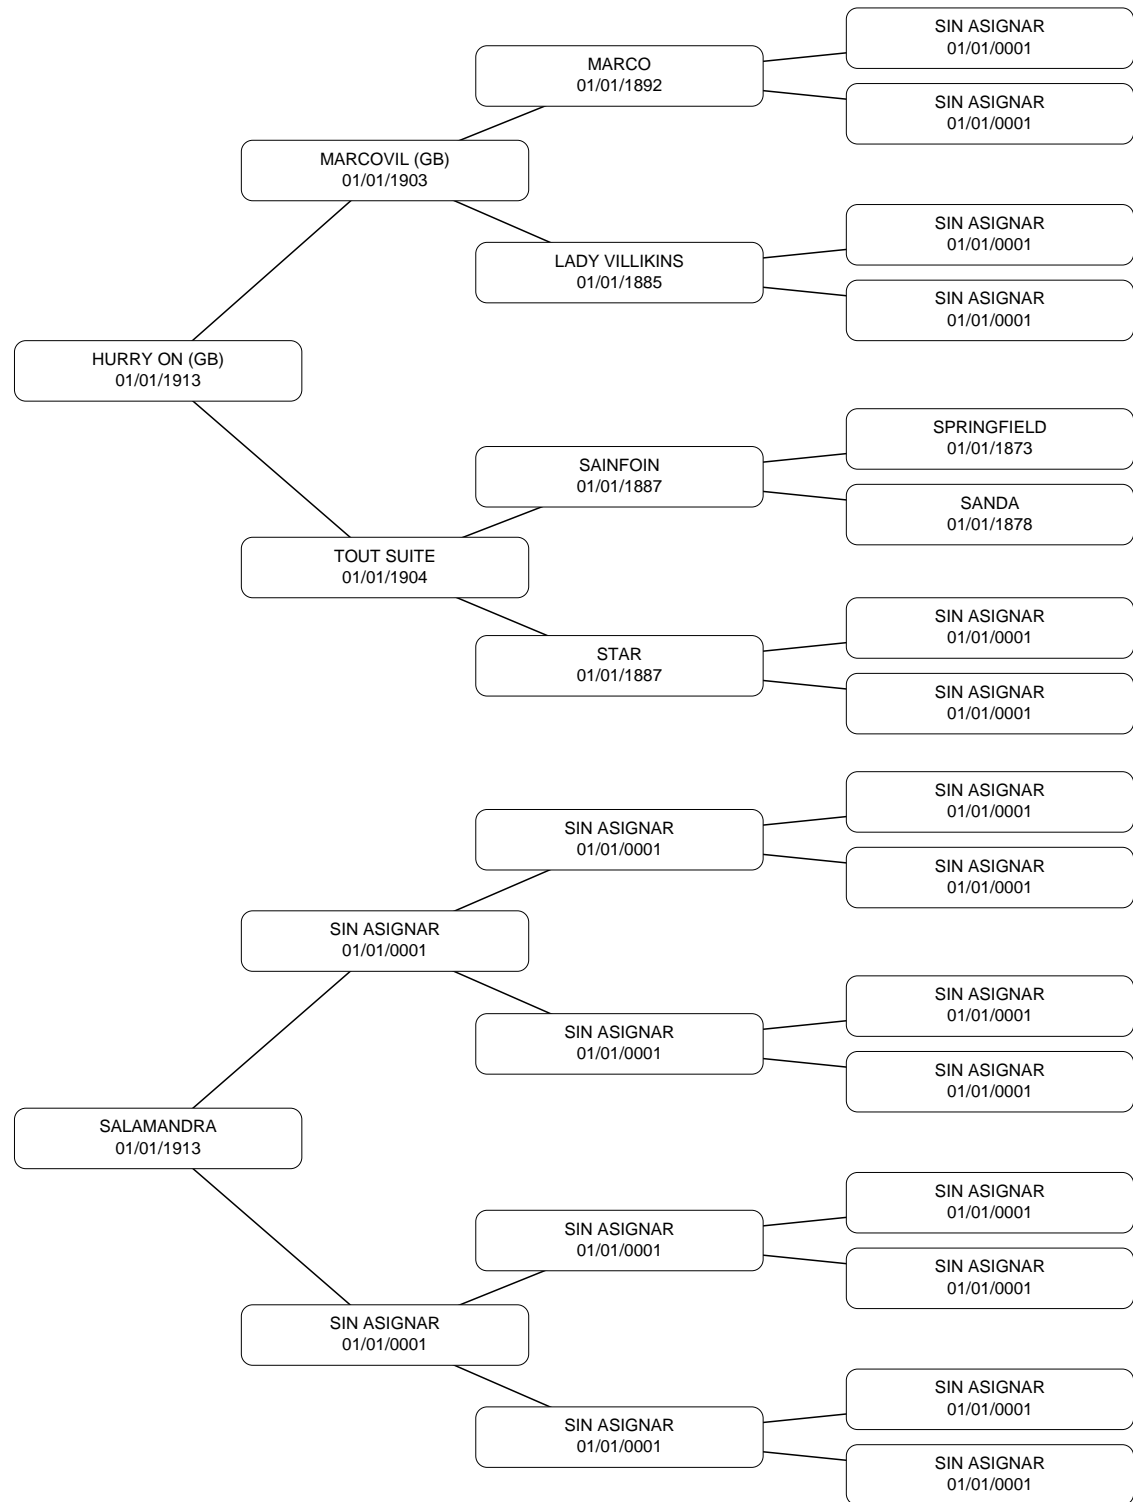 SIN ASIGNAR
01/01/0001
MARCO
01/01/1892
SIN ASIGNAR
01/01/0001
MARCOVIL (GB)
01/01/1903
SIN ASIGNAR
01/01/0001
LADY VILLIKINS
01/01/1885
SIN ASIGNAR
01/01/0001
HURRY ON (GB)
01/01/1913
SPRINGFIELD
01/01/1873
SAINFOIN
01/01/1887
SANDA
01/01/1878
TOUT SUITE
01/01/1904
SIN ASIGNAR
01/01/0001
STAR
01/01/1887
SIN ASIGNAR
01/01/0001
SIN ASIGNAR
01/01/0001
SIN ASIGNAR
01/01/0001
SIN ASIGNAR
01/01/0001
SIN ASIGNAR
01/01/0001
SIN ASIGNAR
01/01/0001
SIN ASIGNAR
01/01/0001
SIN ASIGNAR
01/01/0001
SALAMANDRA
01/01/1913
SIN ASIGNAR
01/01/0001
SIN ASIGNAR
01/01/0001
SIN ASIGNAR
01/01/0001
SIN ASIGNAR
01/01/0001
SIN ASIGNAR
01/01/0001
SIN ASIGNAR
01/01/0001
SIN ASIGNAR
01/01/0001